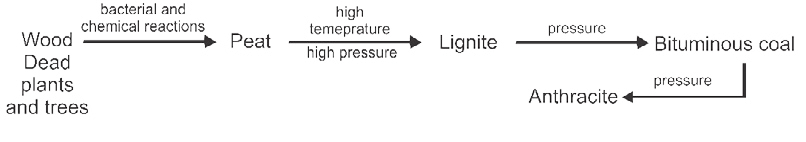 bacterial and
chemical reactions
Wood
Dead
plants
and trees
Peat
high
temeprature
high pressure
Lignite
pressure
Bituminous coal
pressure
Anthracite